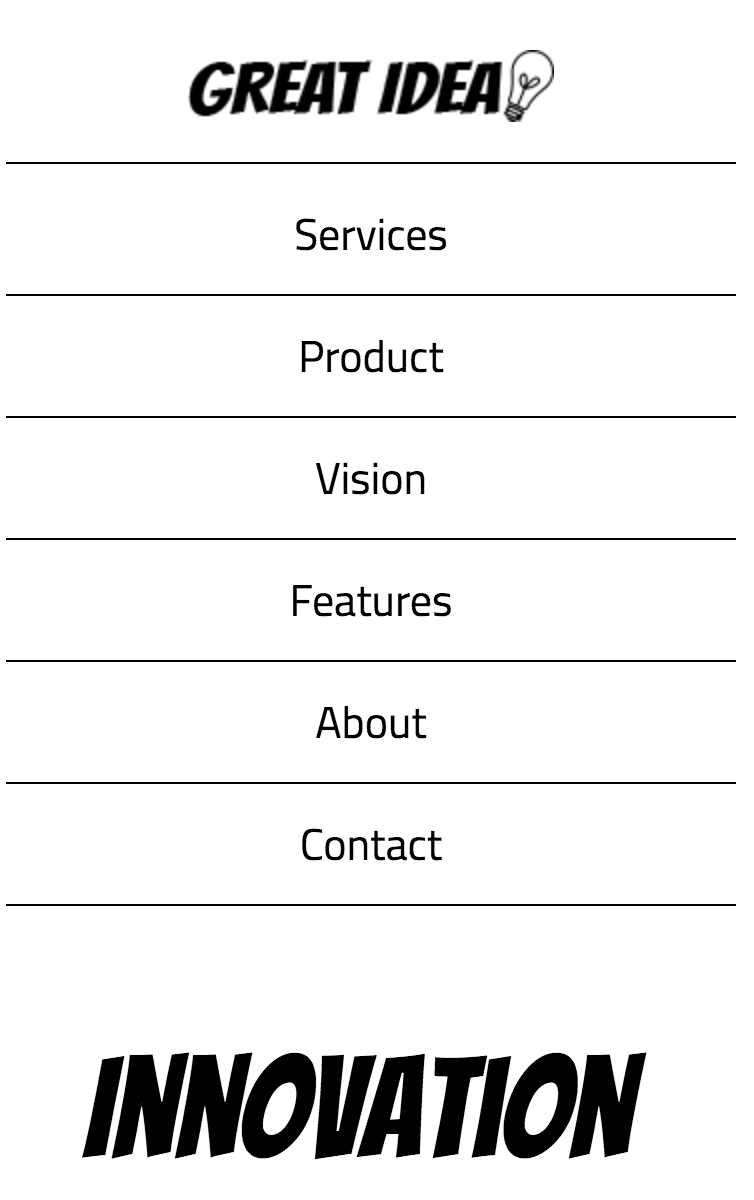 GREAT IDEA
Services
Product
Vision
Features
About
Contact
INNOVATION